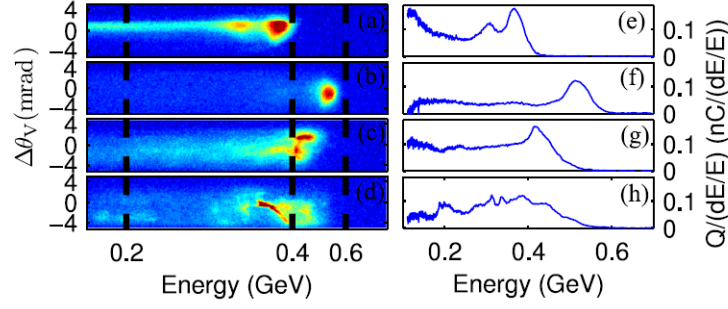 4
0
-4
(a)
(e)
0.1
0
4
0
-4
(b)
(f)
0.1
0
4
0
-4
(c)
(g)
0.1
0
4
0
-4
(d)
(h)
0.1
0
ΔθV (mrad)
Q/(dE/E) (nC/(dE/E))
0.2 0.4 0.6
0.2 0.4 0.6
Energy (GeV)
Energy (GeV)